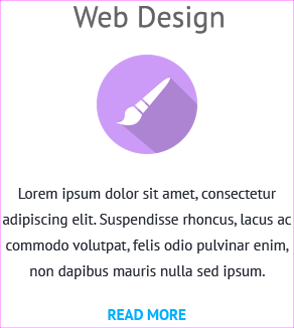 Web Design
Lorem ipsum dolor sit amet, consectetur
adipiscing elit. Suspendisse rhoncus, lacus ac
commodo volutpat, felis odio pulvinar enim,
non dapibus mauris nulla sed ipsum.
READ MORE